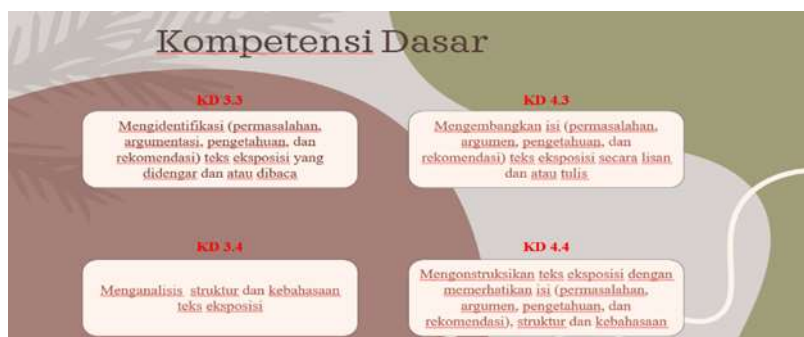 Kompetensi Dasar
KD 3.3
Mengidentifikasi (permasalahan,
argumentasi, pengetahuan, dan
rekomendasi) teks eksposisi yang
didengar dan atau dibaca
KD 4.3
Mengembangkan isi (permasalahan,
argumen, pengetahuan, dan
rekomendasi) teks eksposisi secara lisan
dan atau tulis
KD 3.4
Menganalisis struktur dan kebahasaan
teks eksposisi
KD 4.4
Mengonstruksikan teks eksposisi dengan
memerhatikan isi (permasalahan,
argumen, pengetahuan, dan
rekomendasi), struktur dan kebahasaan